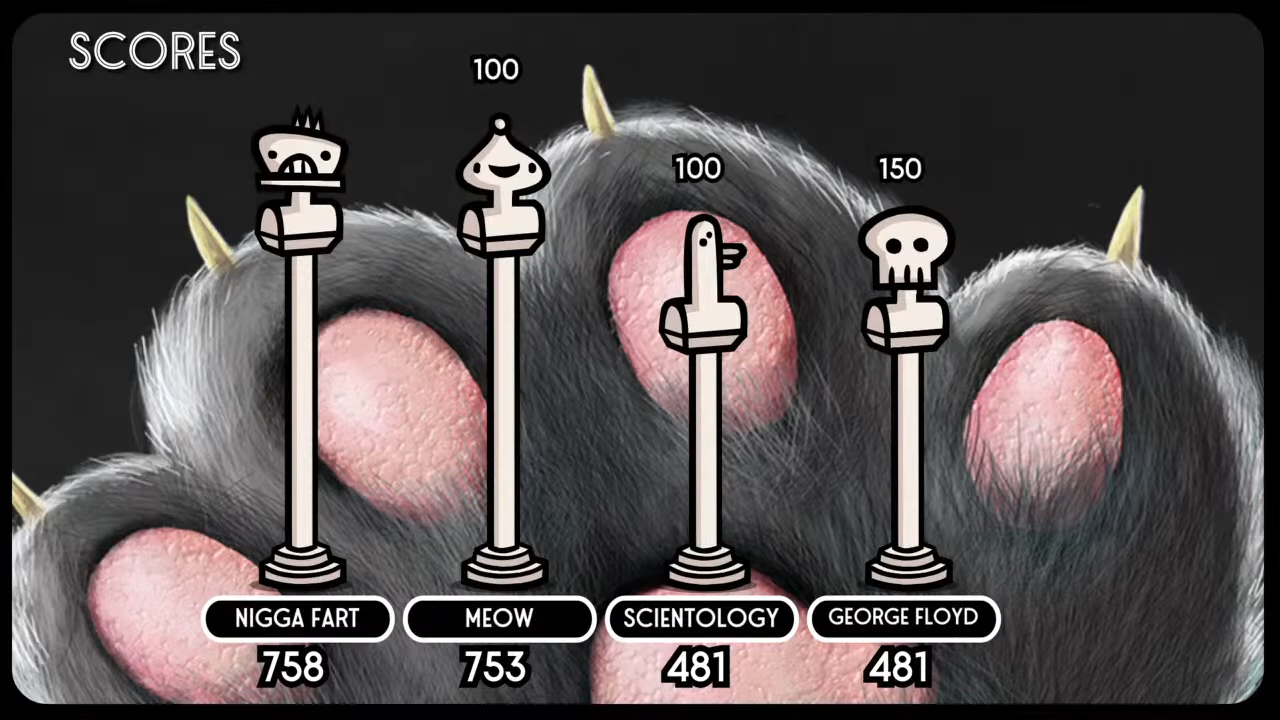 SCORES
100
100
150
NIGGA FART
MEOW
SCIENTOLOGY
GEORGE FLOYD
758
753
481
481